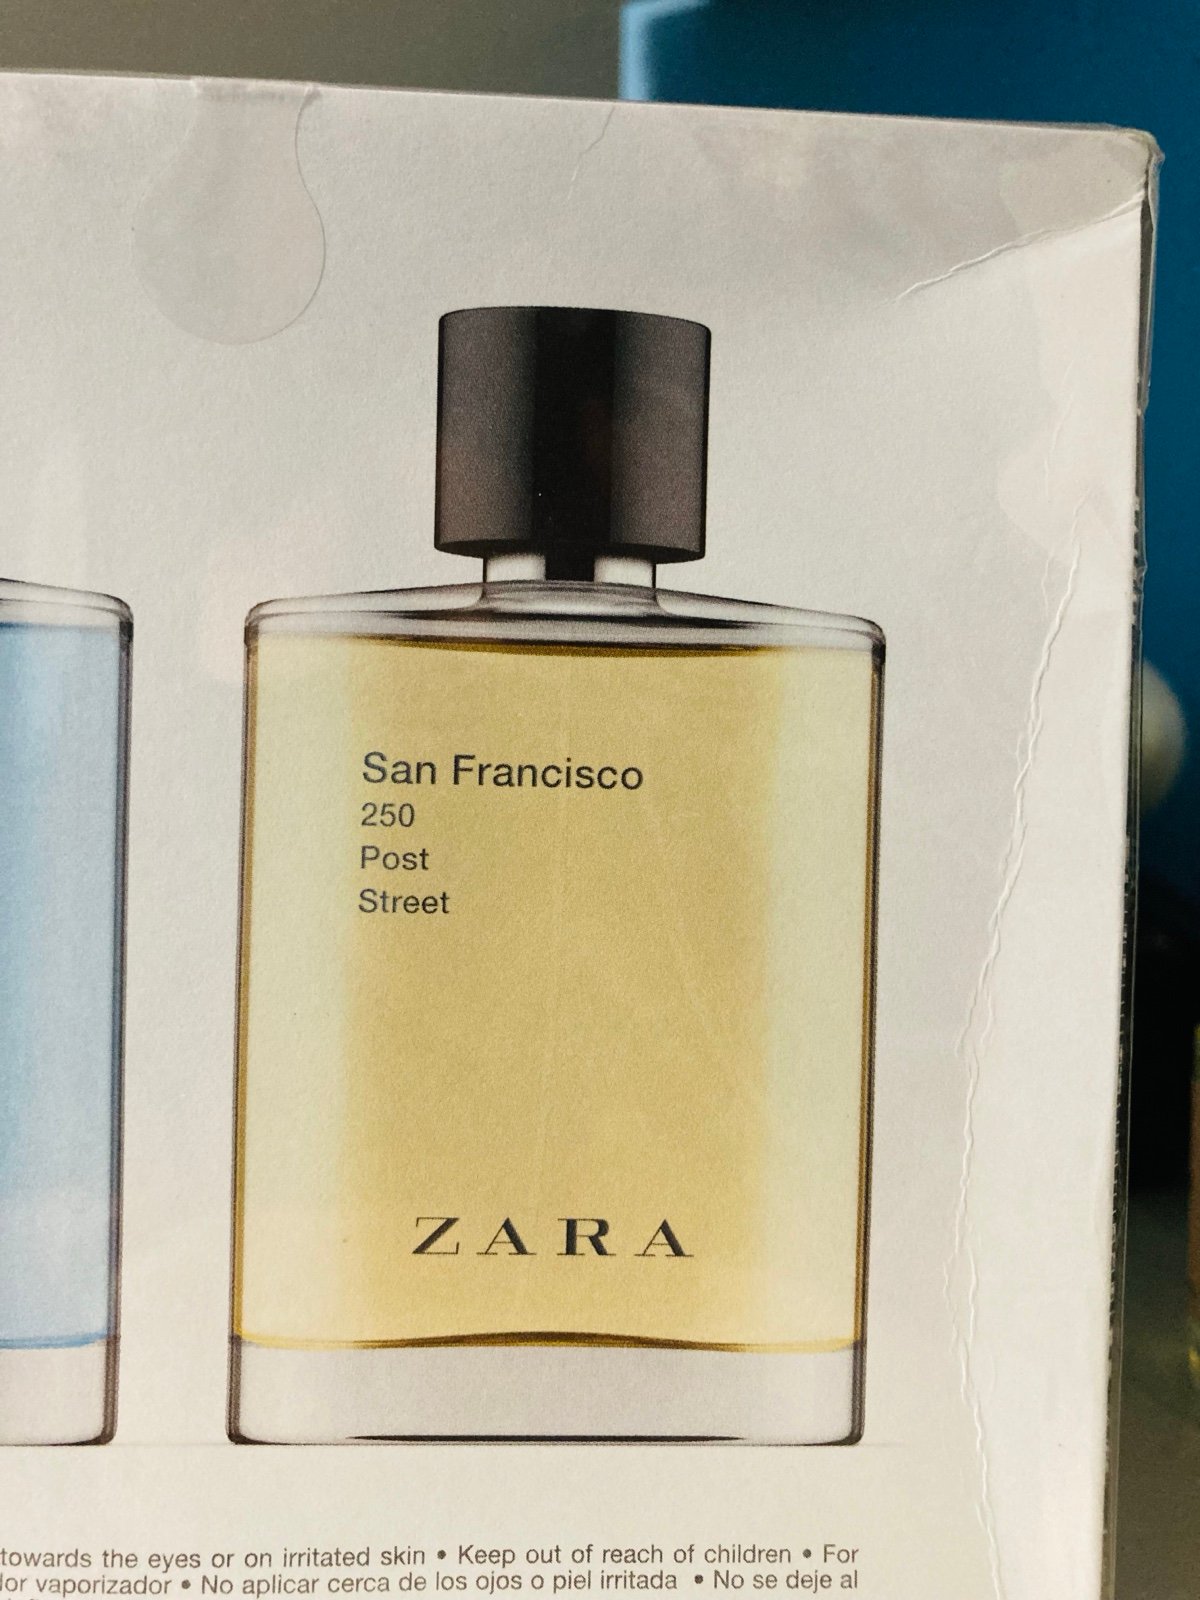 San Francisco
250
Post
Street
ZARA
towards the eyes or on irritated skin • Keep out of reach of children • For
vaporizador • No aplicar cerca de los ojos o piel irritada • No se deje al